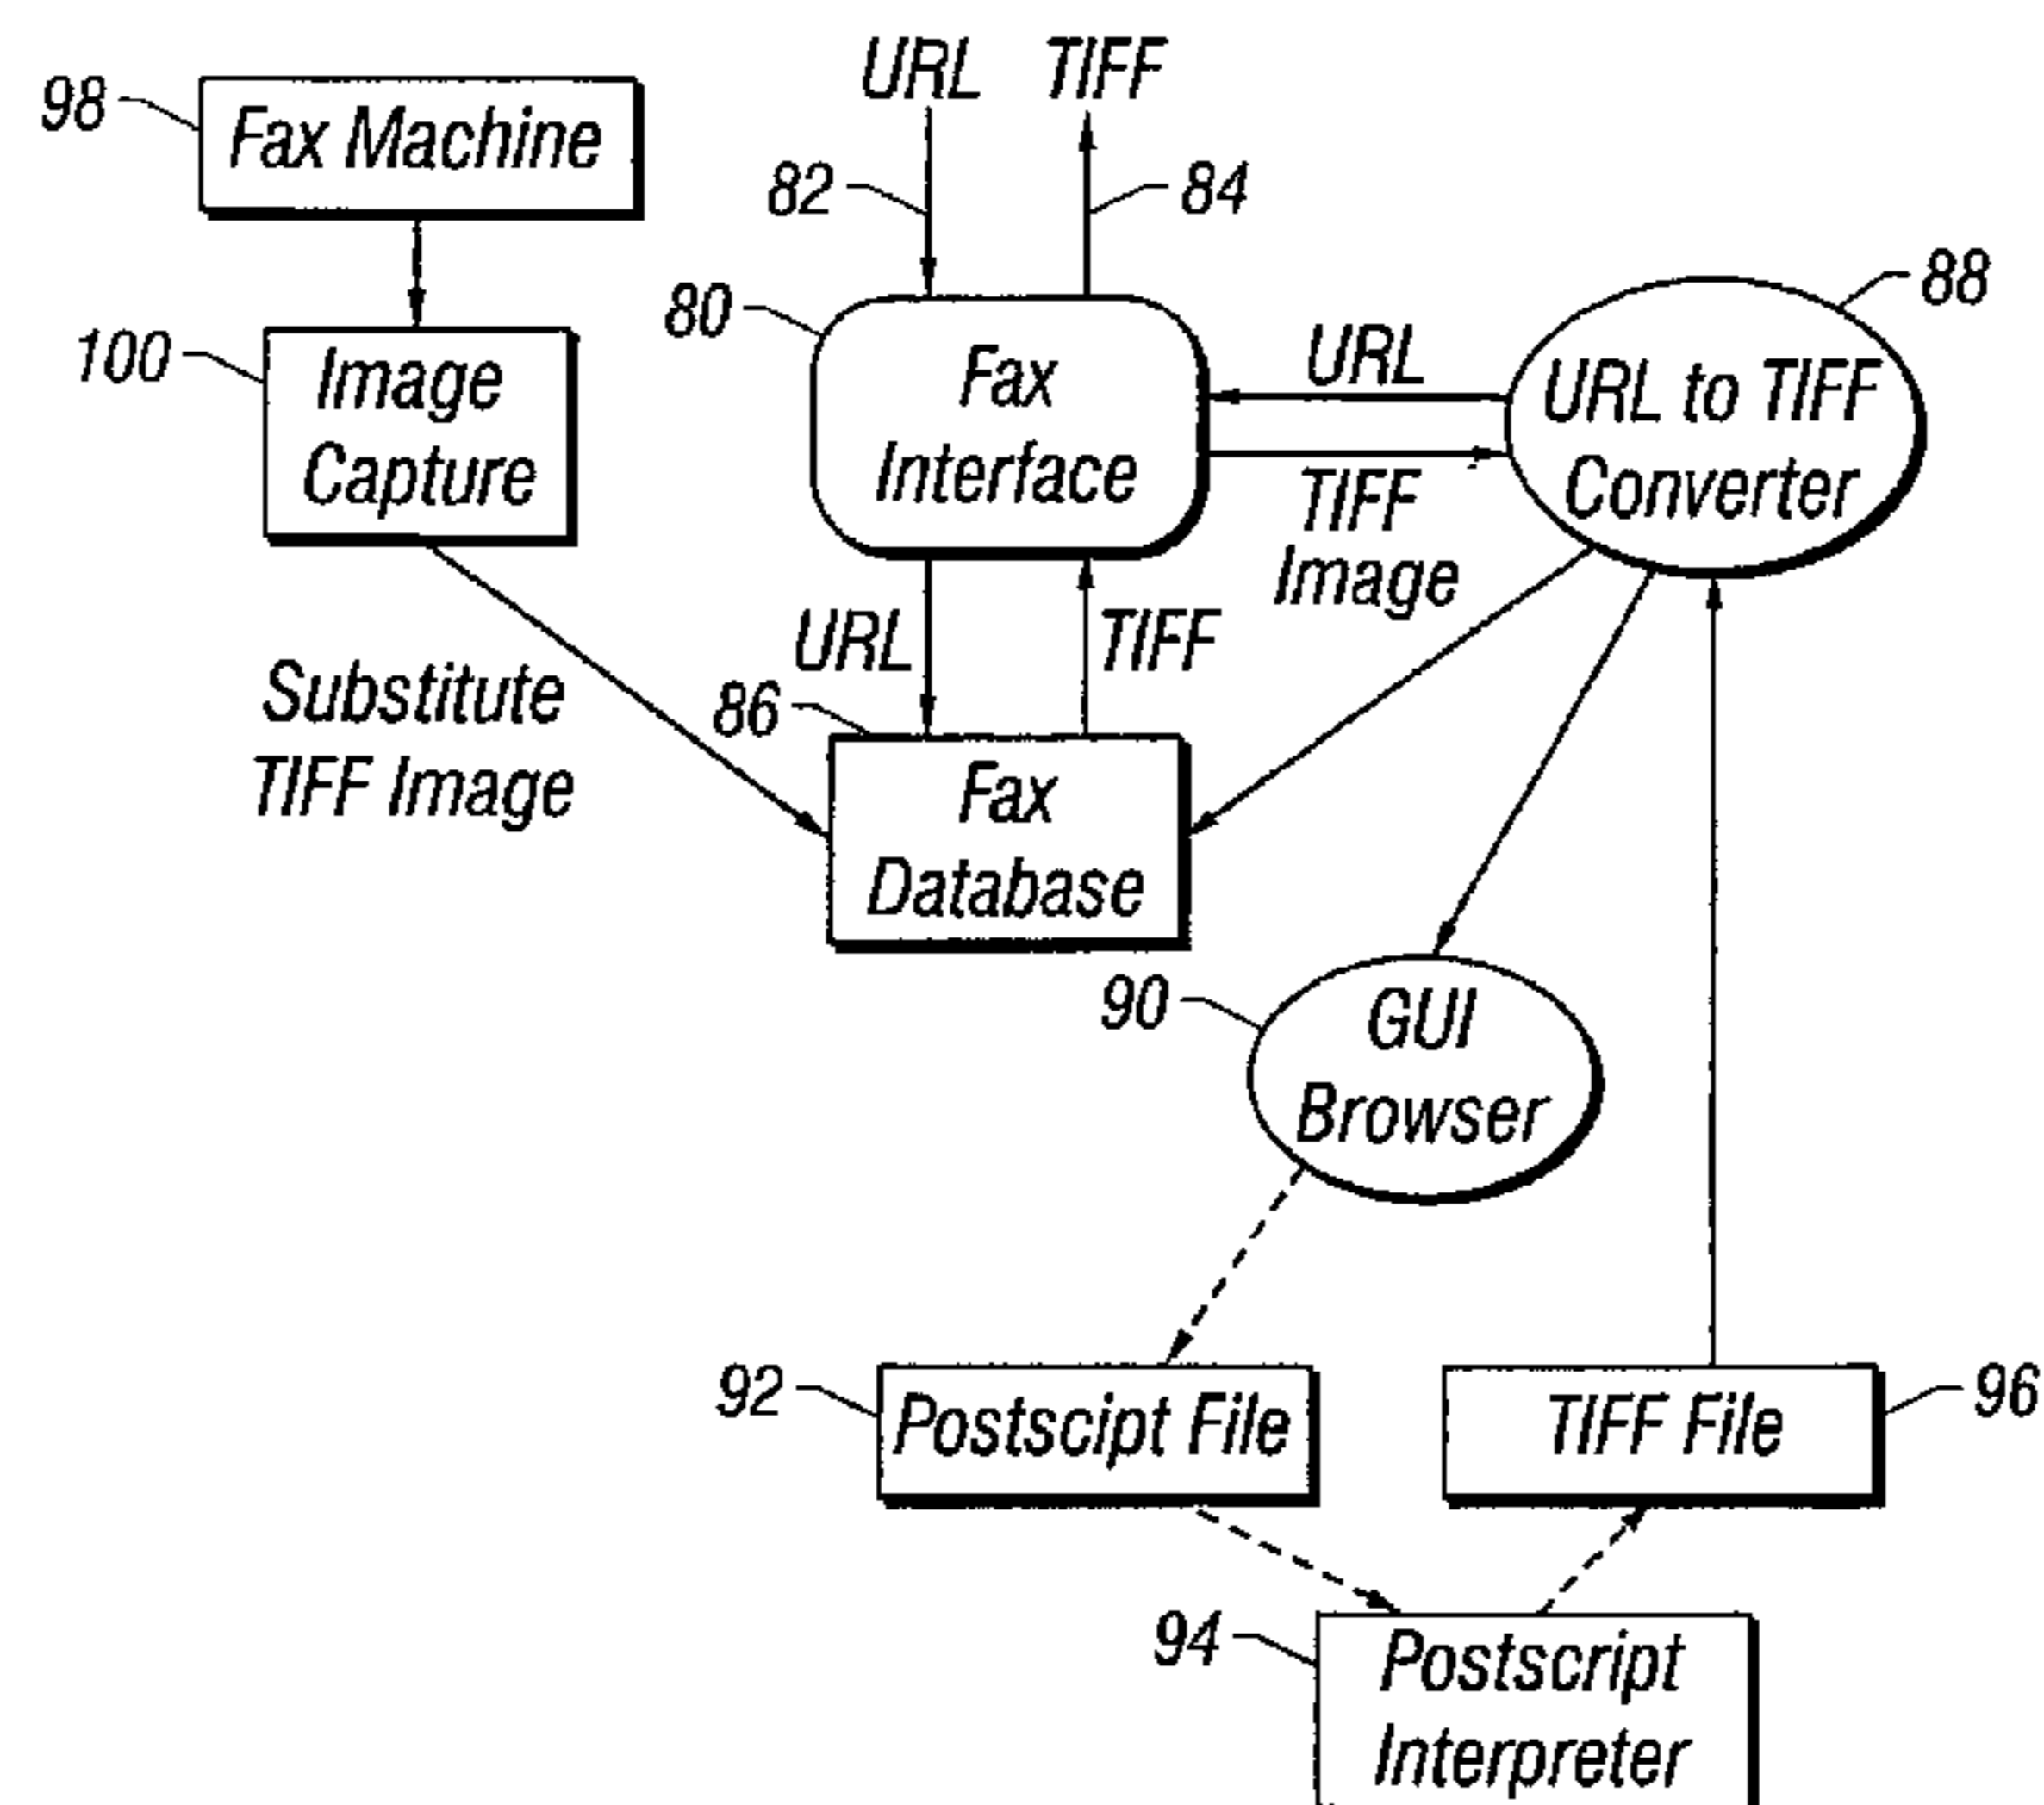 URL TIFF
98
Fax Machine
82
84
88
80
100
Image
Capture
Fax
Interface
URL
TIFF
Image
URL to TIFF
Converter
URL
TIFF
Substitute
TIFF Image
86
Fax
Database
90
GUI
Browser
92
Postscipt File
TIFF File
96
94
Postscript
Interpreter